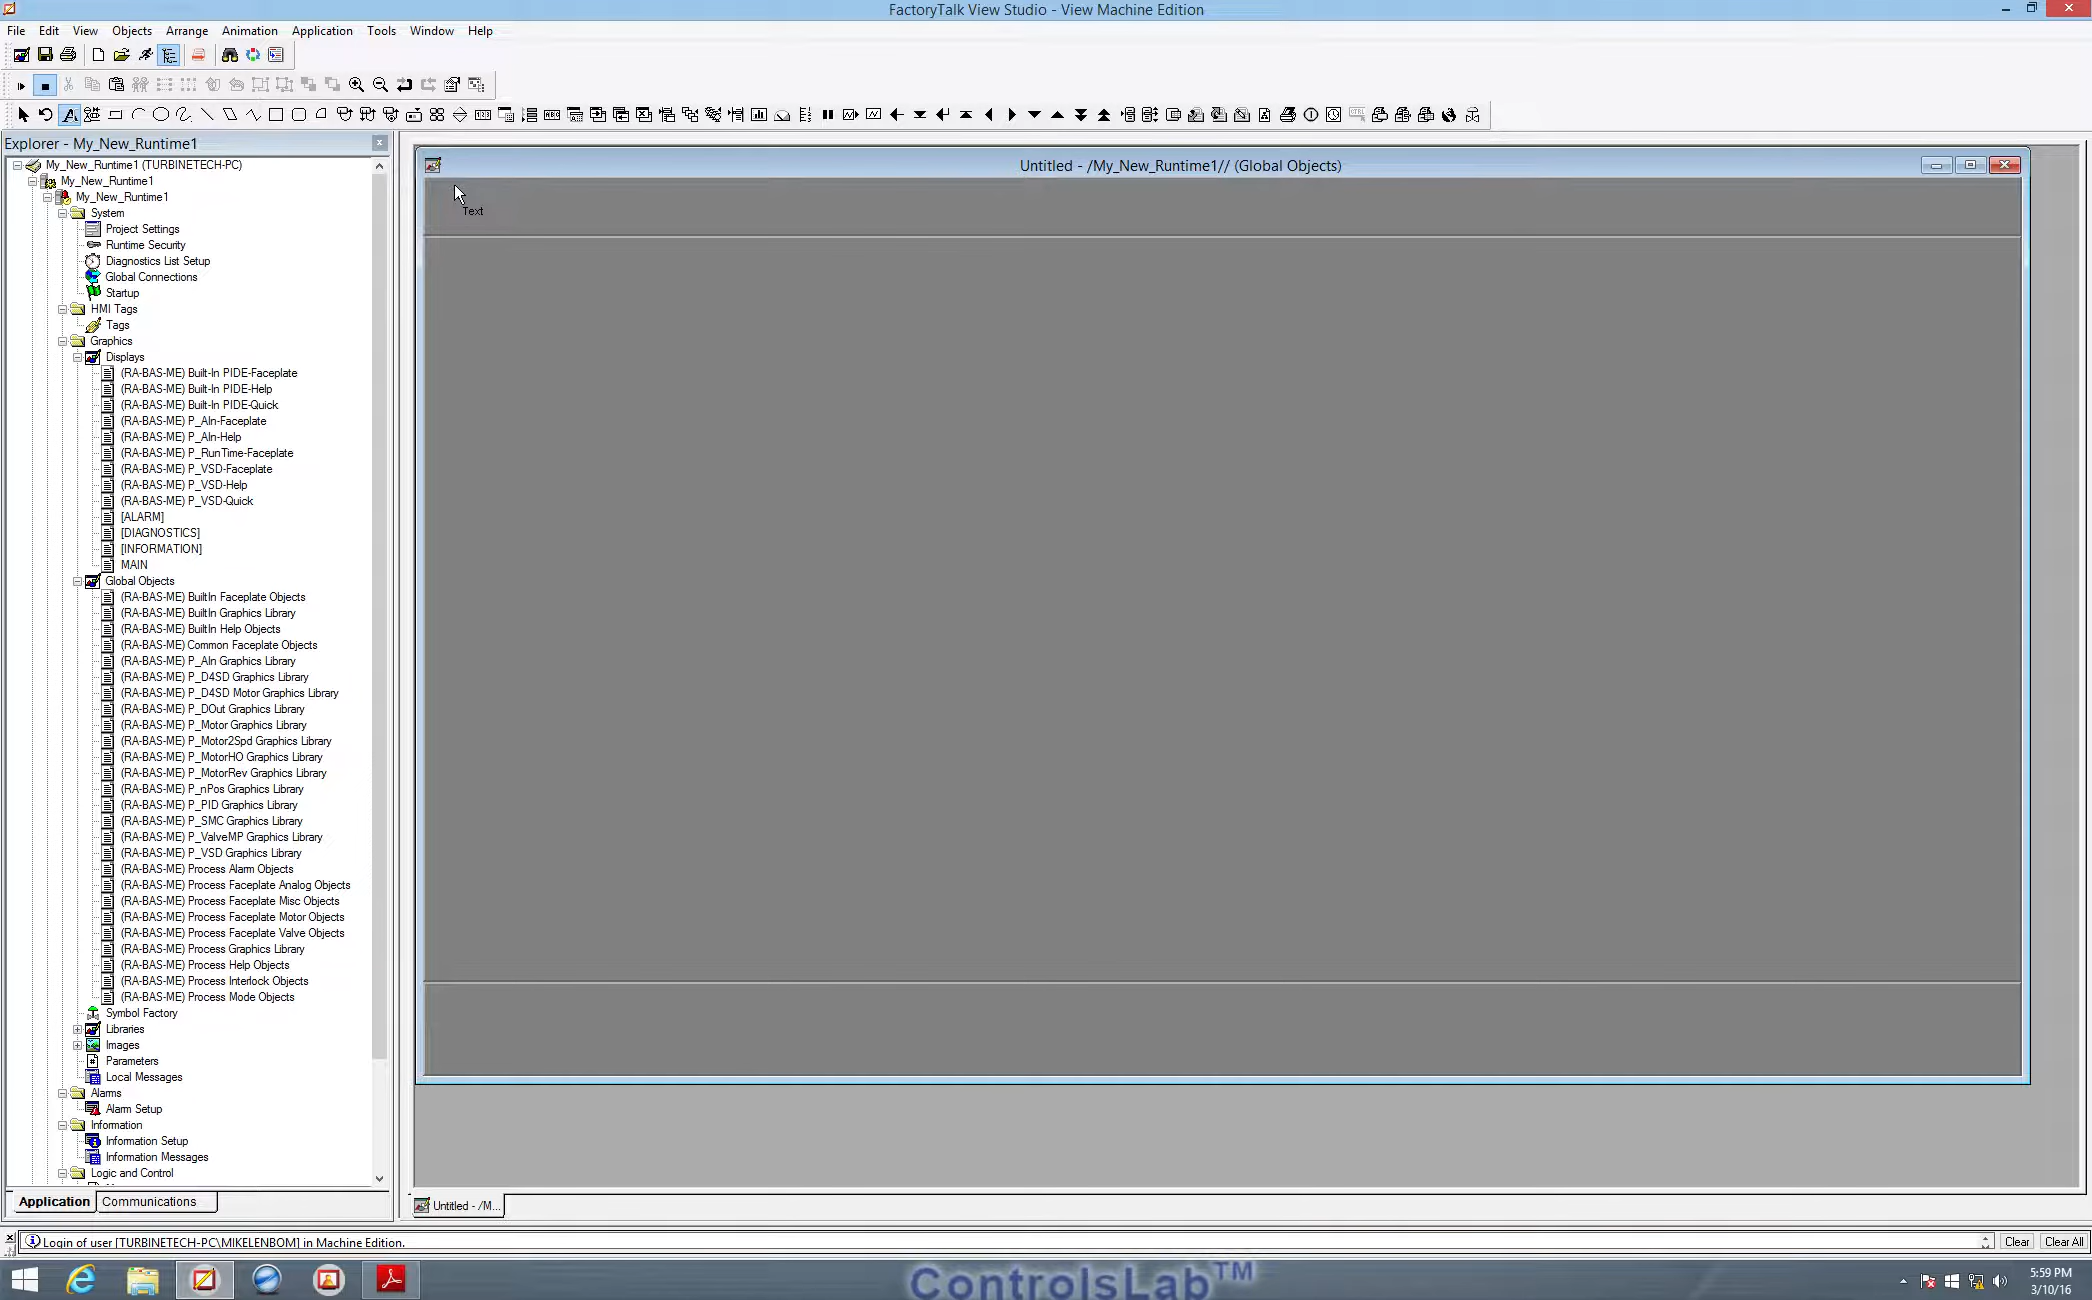 FactoryTalk View Studio - View Machine Edition
File Edit View Objects Arrange Animation Application Tools Window Help
Explorer - My_New_Runtime1
My_New_Runtime1 (TURBINETECH-PC)
My_New_Runtime1
My_New_Runtime1
System
Project Settings
Runtime Security
Diagnostics List Setup
Global Connections
Startup
HMI Tags
Tags
Graphics
Displays
(RA-BAS-ME) Built-In PIDE-Faceplate
(RA-BAS-ME) Built-In PIDE-Help
(RA-BAS-ME) Built-In PIDE-Quick
(RA-BAS-ME) P_AIn-Faceplate
(RA-BAS-ME) P_AIn-Help
(RA-BAS-ME) P_RunTime-Faceplate
(RA-BAS-ME) P_VSD-Faceplate
(RA-BAS-ME) P_VSD-Help
(RA-BAS-ME) P_VSD-Quick
[ALARM]
[DIAGNOSTICS]
[INFORMATION]
MAIN
Global Objects
(RA-BAS-ME) BuiltIn Faceplate Objects
(RA-BAS-ME) BuiltIn Graphics Library
(RA-BAS-ME) BuiltIn Help Objects
(RA-BAS-ME) Common Faceplate Objects
(RA-BAS-ME) P_AIn Graphics Library
(RA-BAS-ME) P_D4SD Graphics Library
(RA-BAS-ME) P_D4SD Motor Graphics Library
(RA-BAS-ME) P_DOut Graphics Library
(RA-BAS-ME) P_Motor Graphics Library
(RA-BAS-ME) P_Motor2Spd Graphics Library
(RA-BAS-ME) P_MotorHO Graphics Library
(RA-BAS-ME) P_MotorRev Graphics Library
(RA-BAS-ME) P_nPos Graphics Library
(RA-BAS-ME) P_PID Graphics Library
(RA-BAS-ME) P_SMC Graphics Library
(RA-BAS-ME) P_ValveMP Graphics Library
(RA-BAS-ME) P_VSD Graphics Library
(RA-BAS-ME) Process Alarm Objects
(RA-BAS-ME) Process Faceplate Analog Objects
(RA-BAS-ME) Process Faceplate Misc Objects
(RA-BAS-ME) Process Faceplate Motor Objects
(RA-BAS-ME) Process Faceplate Valve Objects
(RA-BAS-ME) Process Graphics Library
(RA-BAS-ME) Process Help Objects
(RA-BAS-ME) Process Interlock Objects
(RA-BAS-ME) Process Mode Objects
Symbol Factory
Libraries
Images
Parameters
Local Messages
Alarms
Alarm Setup
Information
Information Setup
Information Messages
Logic and Control
Application Communications
Untitled - /My_New_Runtime1// (Global Objects)
Text
Untitled - /M...
Login of user [TURBINETECH-PC\MIKELENBOM] in Machine Edition.
Clear Clear All
ControlsLab™
5:59 PM
3/10/16